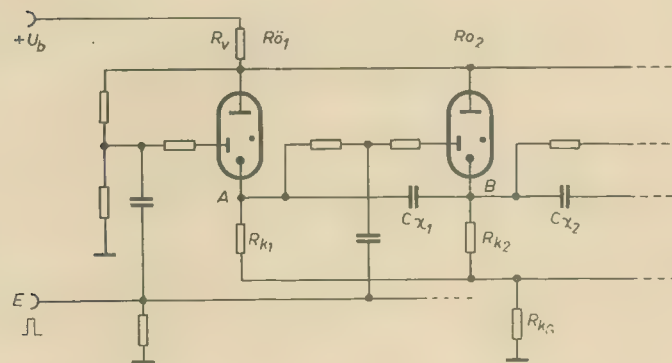 +U_b
R_v
Rö_1
Ro_2
A
B
R_k1
Cχ_1
R_k2
Cχ_2
E
R_kG